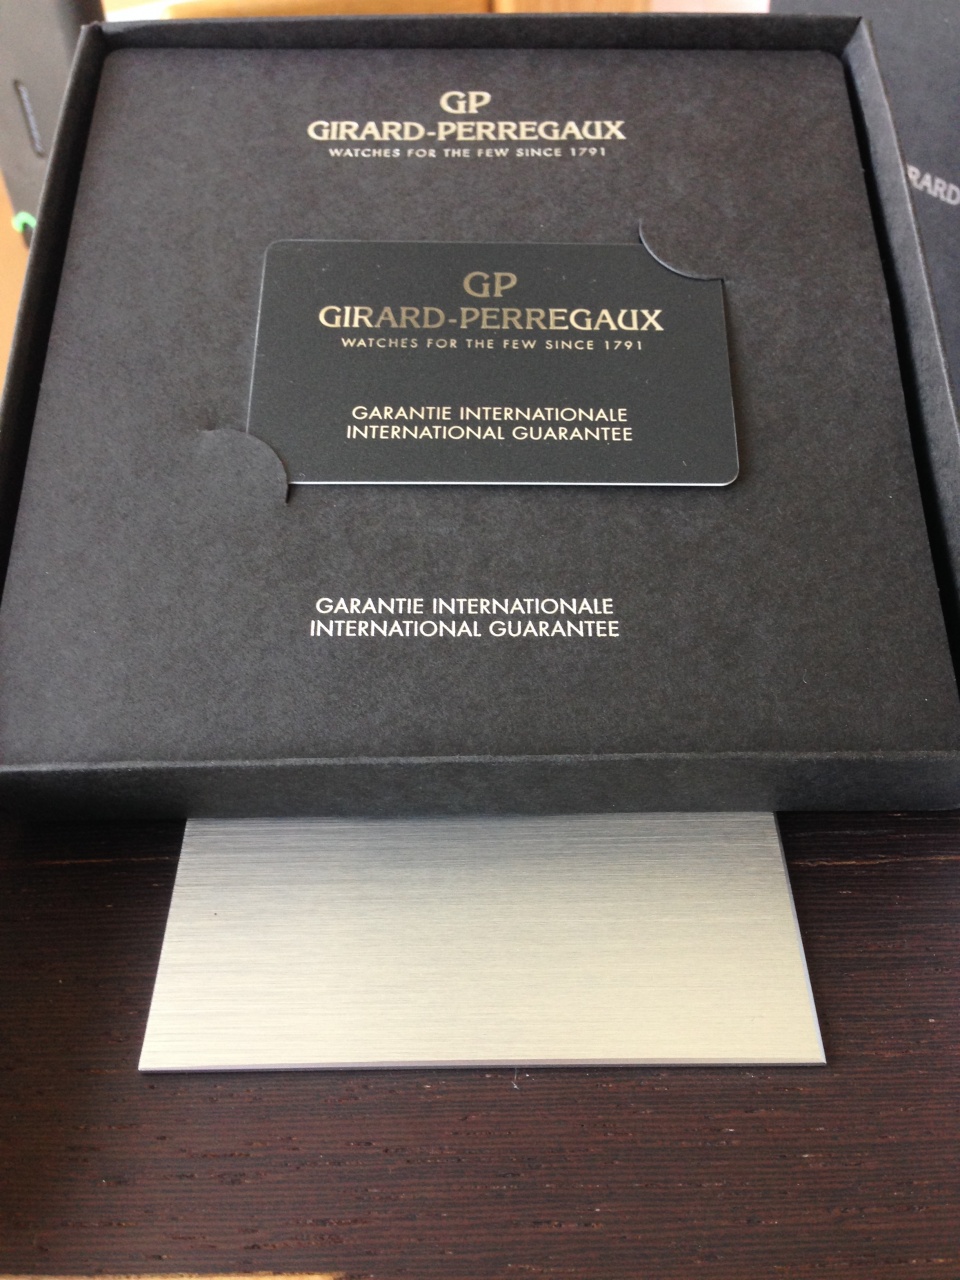 GP
GIRARD-PERREGAUX
WATCHES FOR THE FEW SINCE 1791
GP
GIRARD-PERREGAUX
WATCHES FOR THE FEW SINCE 1791
GARANTIE INTERNATIONALE
INTERNATIONAL GUARANTEE
GARANTIE INTERNATIONALE
INTERNATIONAL GUARANTEE